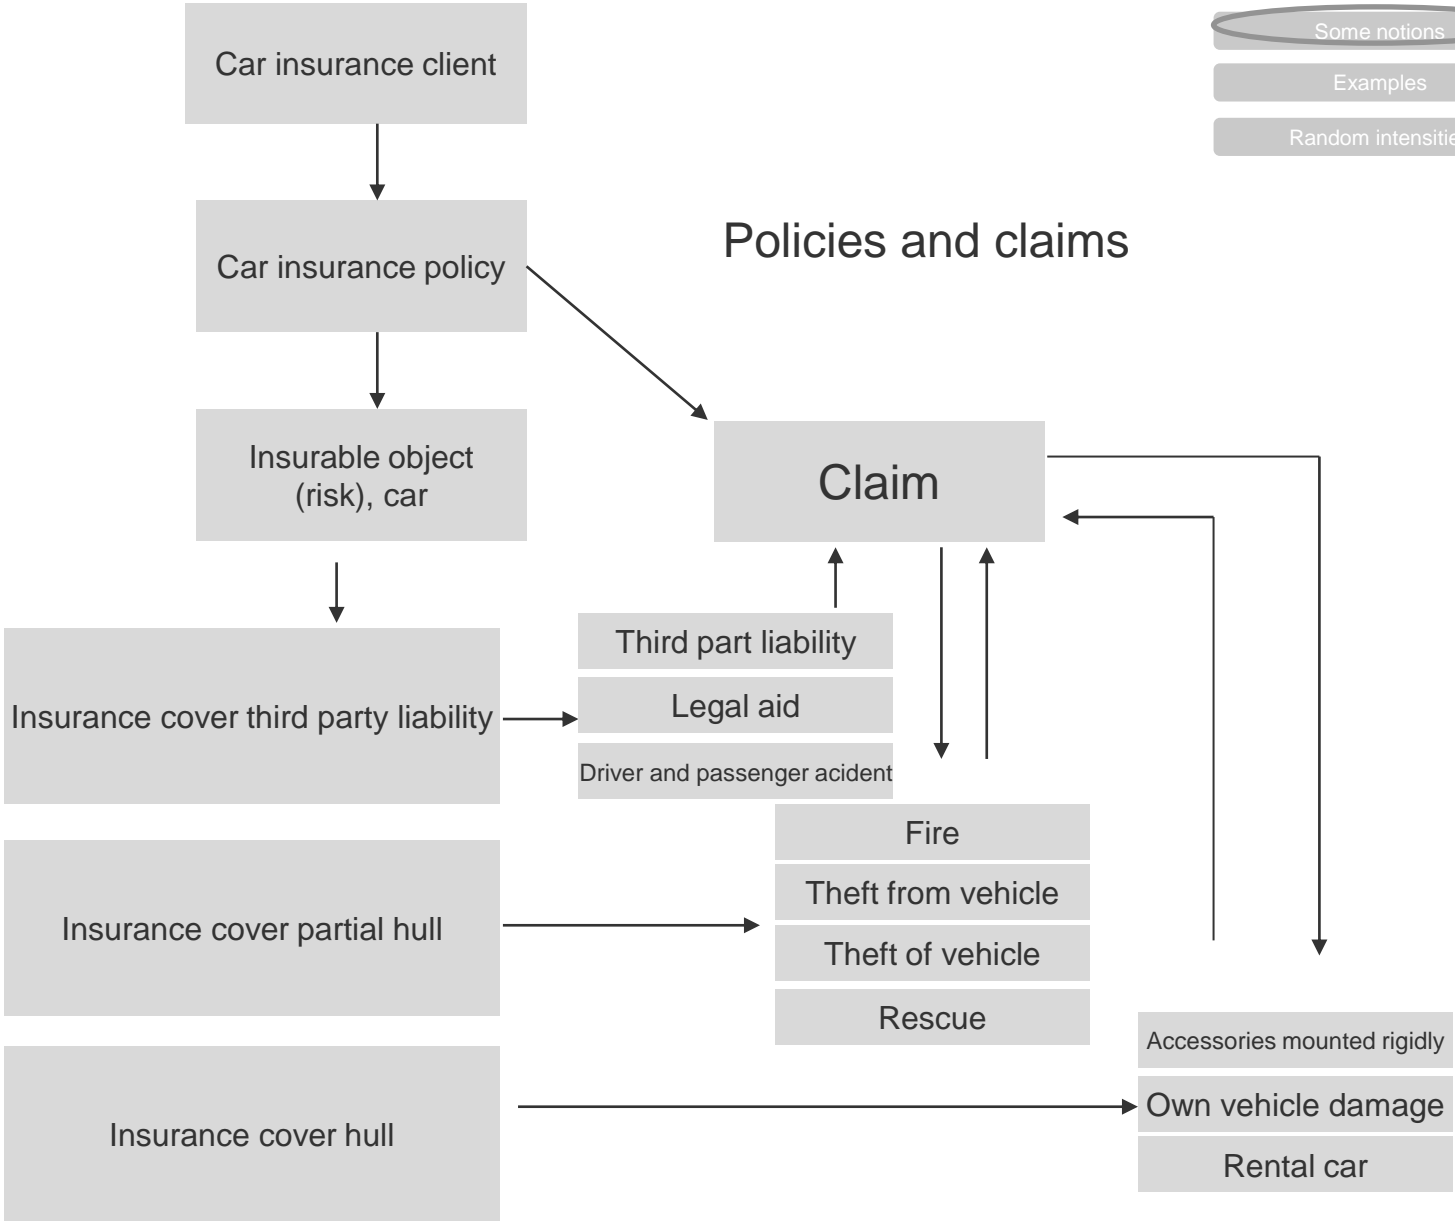 Some notions
Examples
Random intensitie
Car insurance client
Policies and claims
Car insurance policy
Insurable object
(risk), car
Claim
Third part liability
Legal aid
Driver and passenger acident
Insurance cover third party liability
Fire
Theft from vehicle
Theft of vehicle
Rescue
Insurance cover partial hull
Accessories mounted rigidly
Own vehicle damage
Rental car
Insurance cover hull